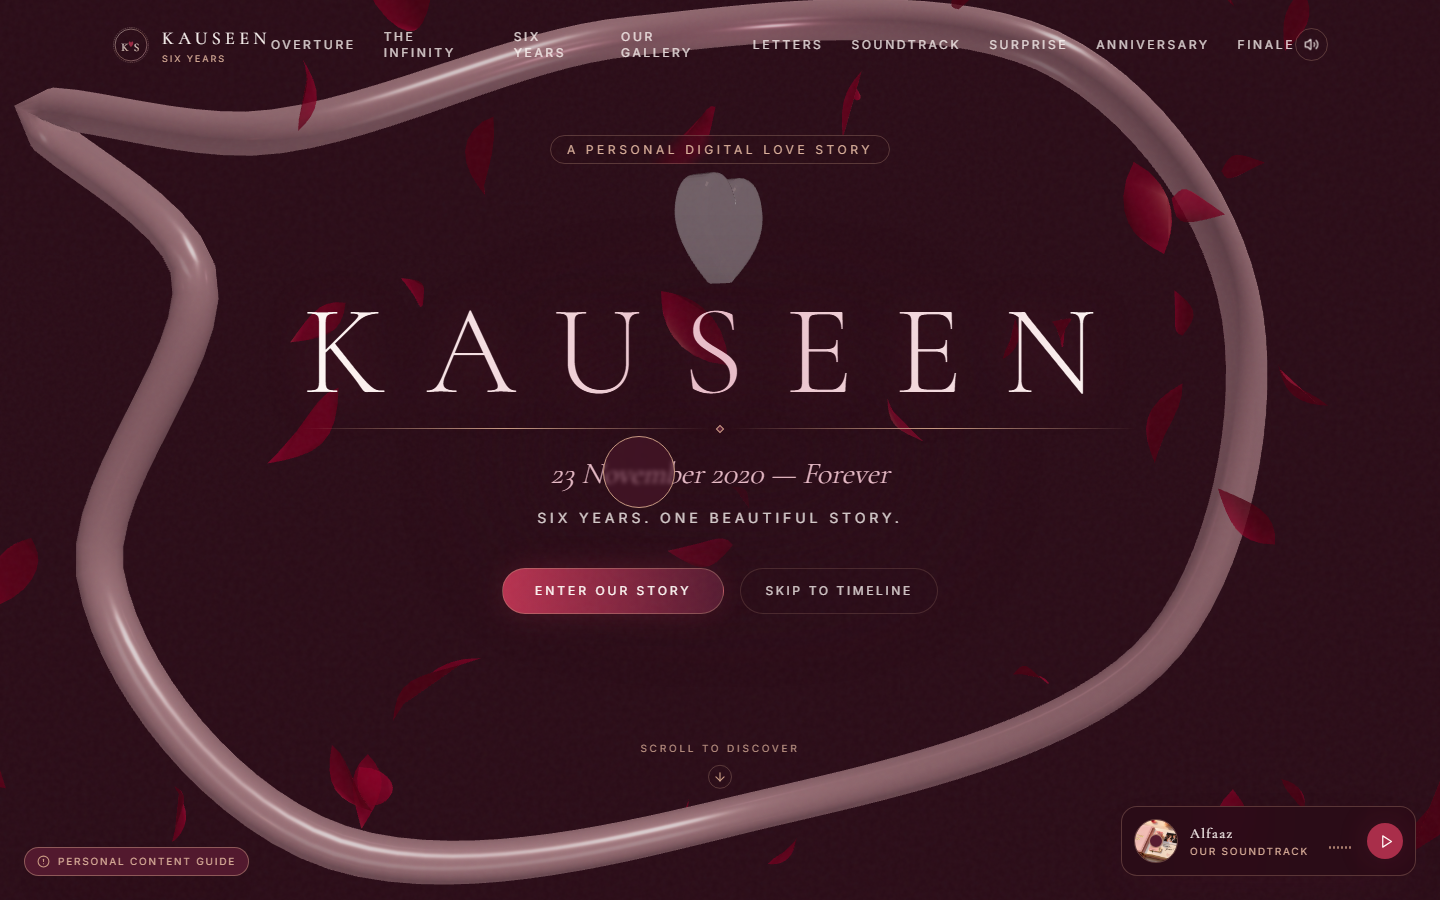 K♥S
KAUSEEN
SIX YEARS
OVERTURE
THE INFINITY
SIX YEARS
OUR GALLERY
LETTERS
SOUNDTRACK
SURPRISE
ANNIVERSARY
FINALE
A PERSONAL DIGITAL LOVE STORY
KAUSEEN
23 November 2020 — Forever
SIX YEARS. ONE BEAUTIFUL STORY.
ENTER OUR STORY
SKIP TO TIMELINE
SCROLL TO DISCOVER
PERSONAL CONTENT GUIDE
Alfaaz
OUR SOUNDTRACK